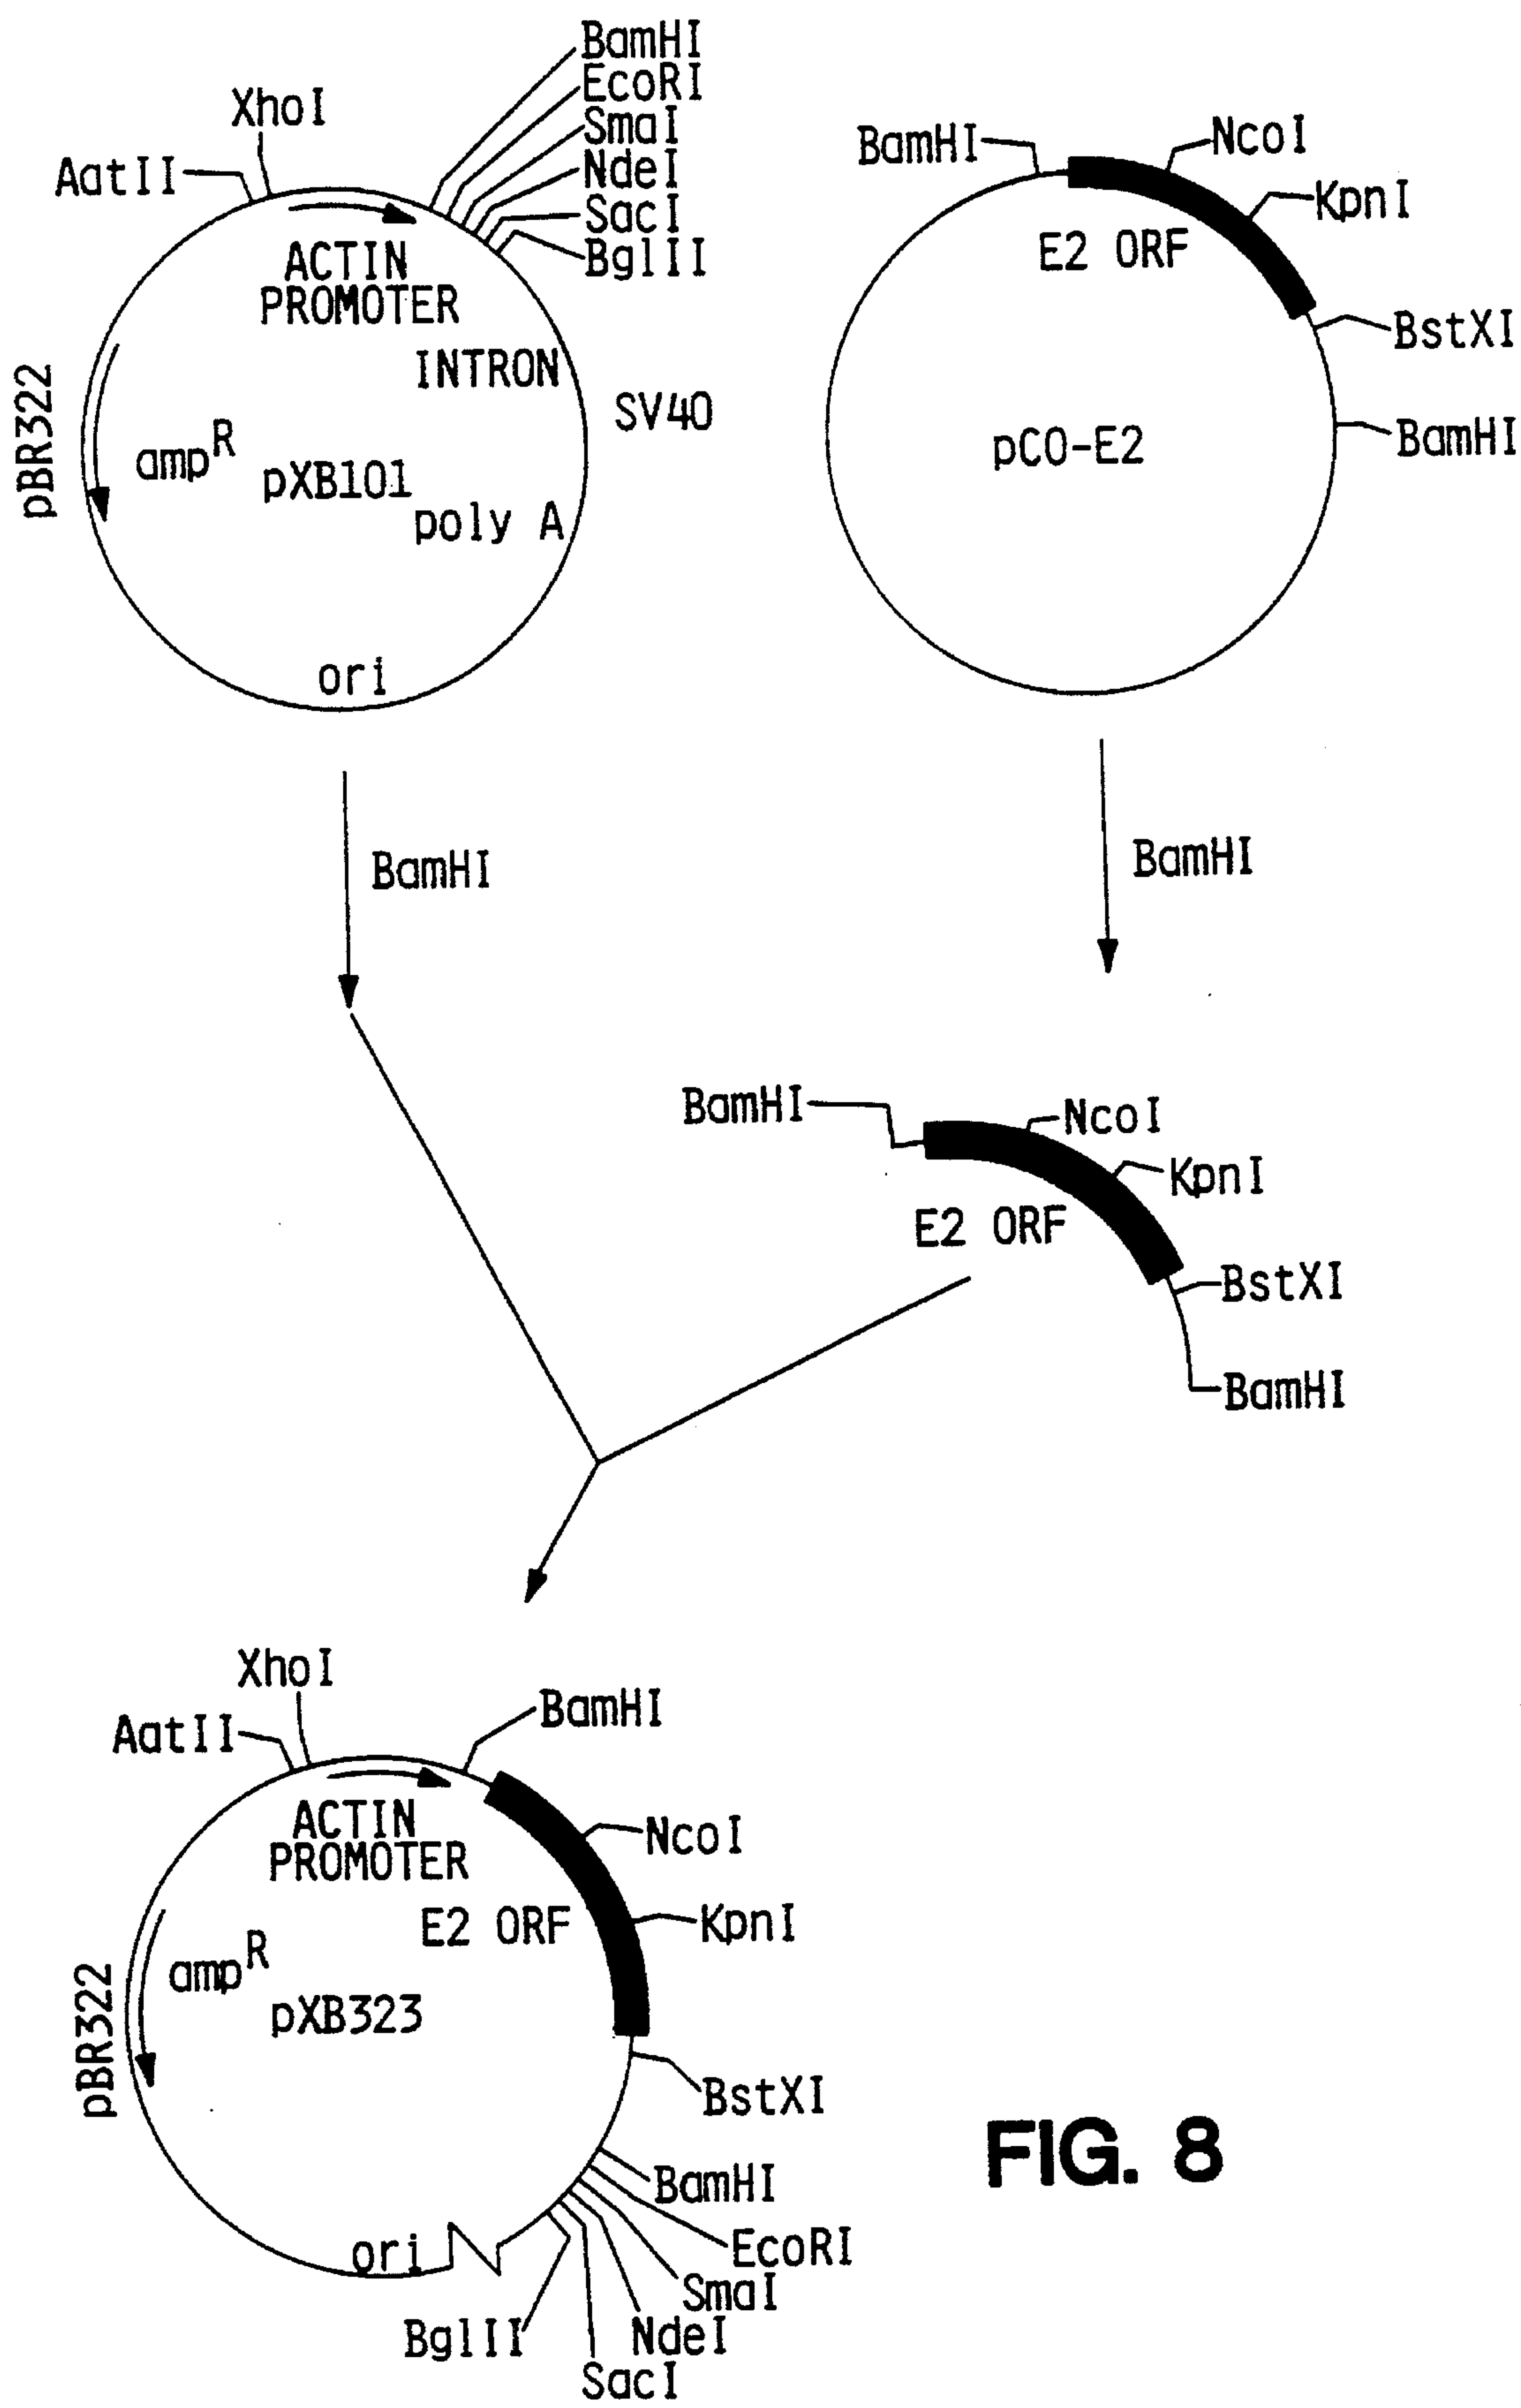 BamHI
EcoRI
SmaI
NdeI
SacI
BglII
XhoI
AatII
ACTIN
PROMOTER
INTRON
SV40
pBR322
ampR
pXB101
poly A
ori
BamHI
NcoI
KpnI
E2 ORF
BstXI
BamHI
pCO-E2
BamHI
BamHI
BamHI
NcoI
KpnI
E2 ORF
BstXI
BamHI
XhoI
AatII
BamHI
ACTIN
PROMOTER
NcoI
E2 ORF
KpnI
ampR
pBR322
pXB323
BstXI
BamHI
EcoRI
SmaI
NdeI
SacI
BglII
ori
FIG. 8